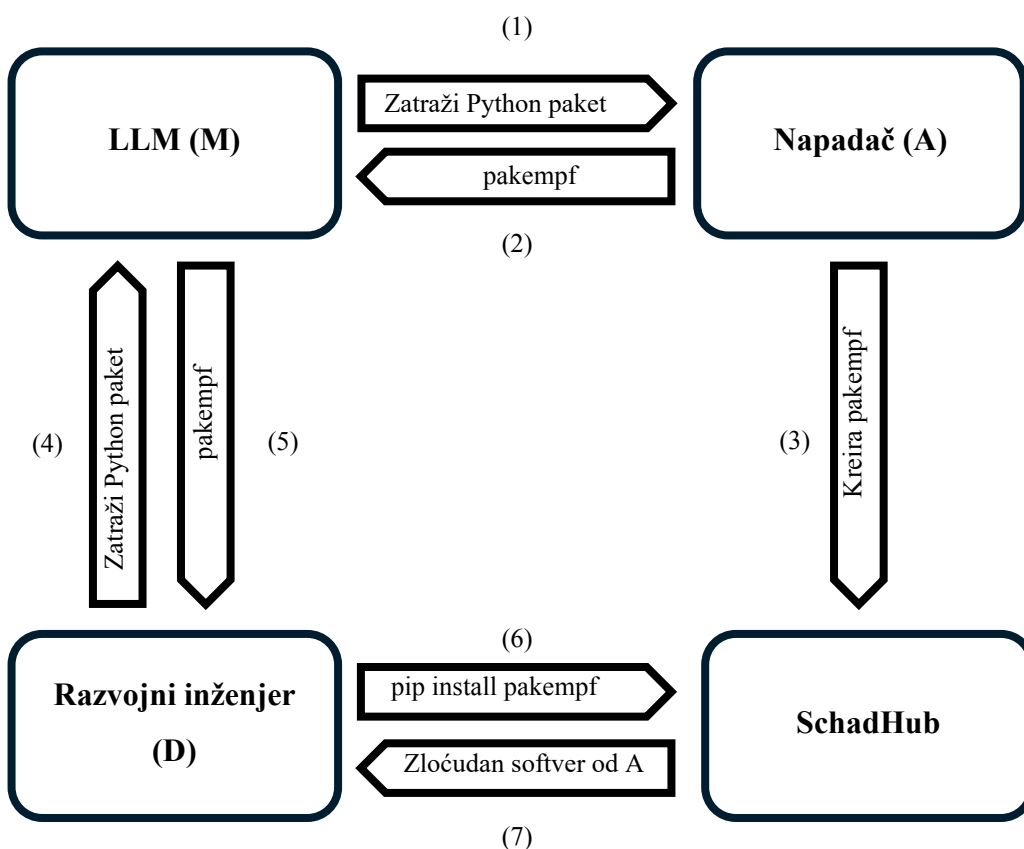 (1)
LLM (M)
Zatraži Python paket
Napadač (A)
pakempf
(2)
(4)
Zatraži Python paket
pakempf
(5)
(3)
Kreira pakempf
(6)
Razvojni inženjer
(D)
pip install pakempf
SchadHub
Zloćudan softver od A
(7)